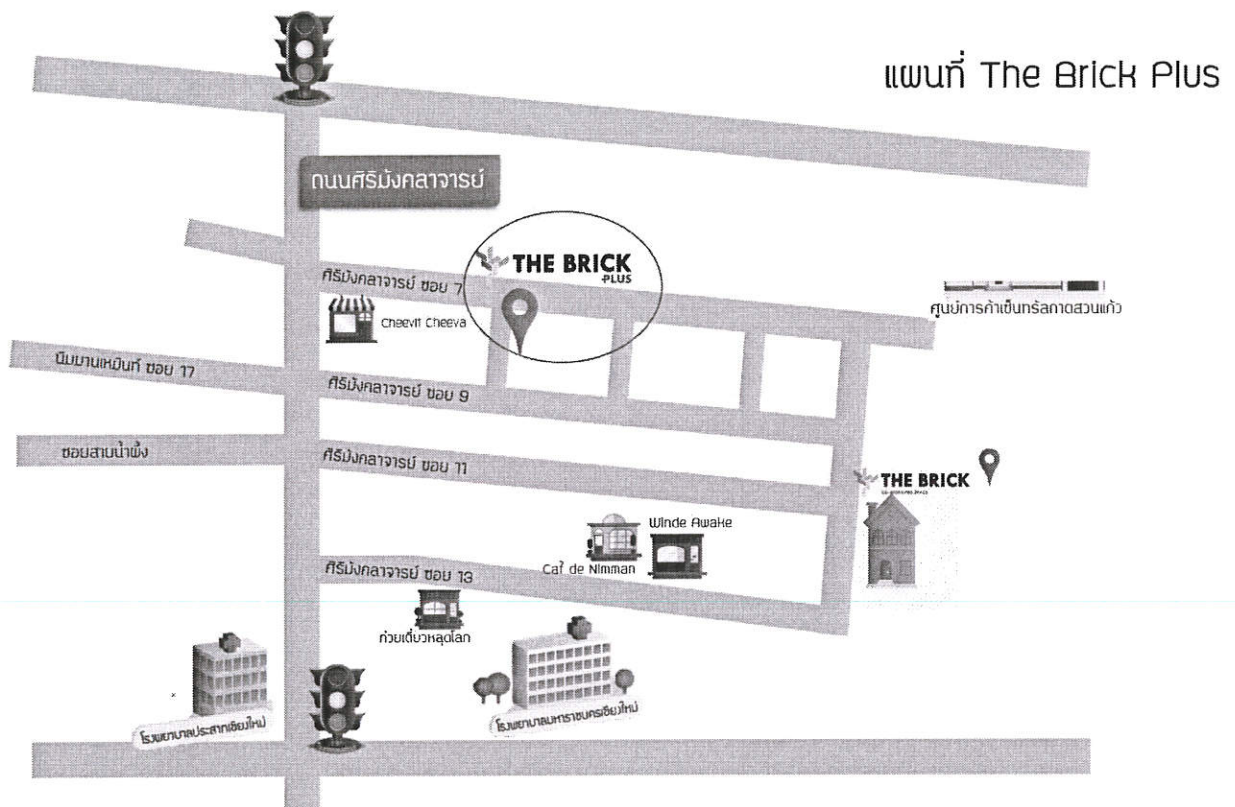 แผนที่ The Brick Plus
ถนนศิริมังคลาจารย์
THE BRICK
PLUS
ศิริมังคลาจารย์ ซอย 7
Cheevit Cheeva
ศูนย์การค้าเซ็นทรัลกาดสวนแก้ว
นิมมานเหมินท์ ซอย 17
ศิริมังคลาจารย์ ซอย 9
ซอยสายน้ำผึ้ง
ศิริมังคลาจารย์ ซอย 11
THE BRICK
Winde Awake
Caf de Nimman
ศิริมังคลาจารย์ ซอย 13
ก๋วยเตี๋ยวหลุดโลก
โรงพยาบาลประสาทเชียงใหม่
โรงพยาบาลมหาราชนครเชียงใหม่